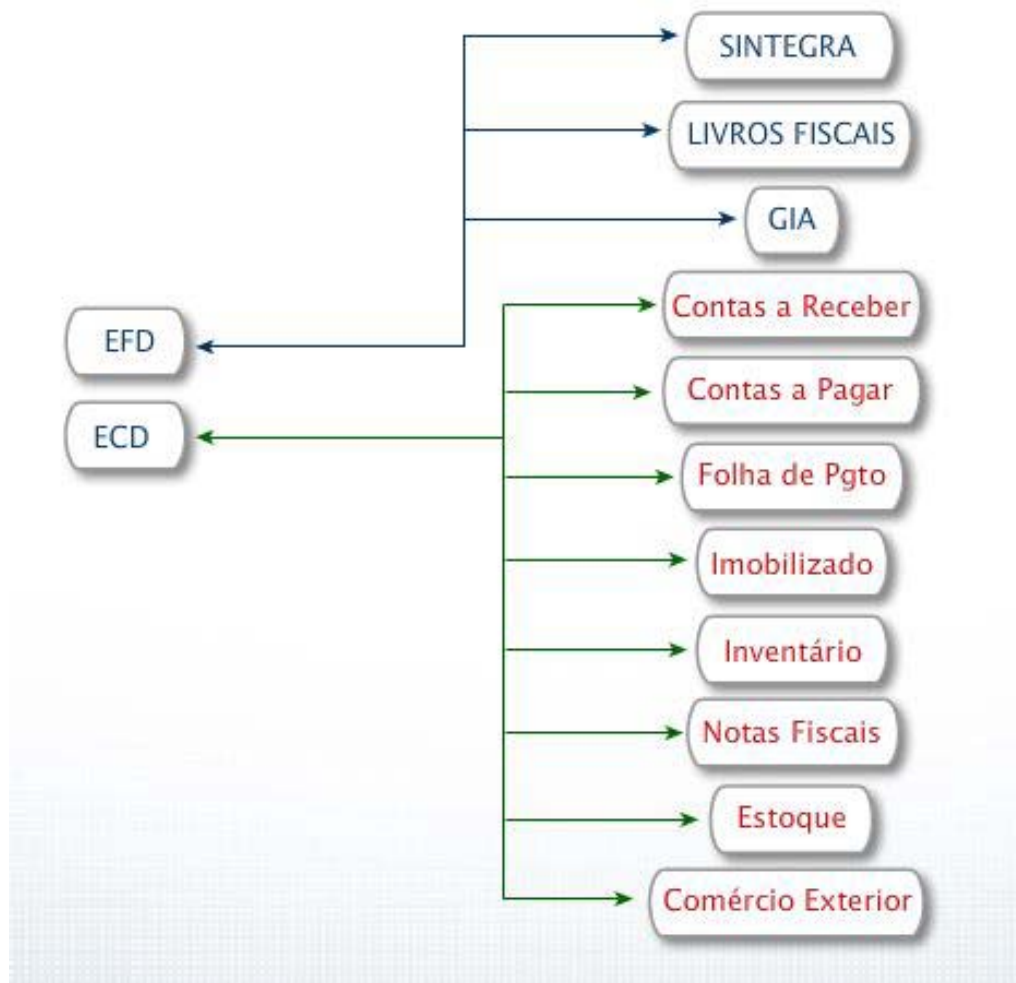 SINTEGRA
LIVROS FISCAIS
GIA
EFD
ECD
Contas a Receber
Contas a Pagar
Folha de Pgto
Imobilizado
Inventário
Notas Fiscais
Estoque
Comércio Exterior